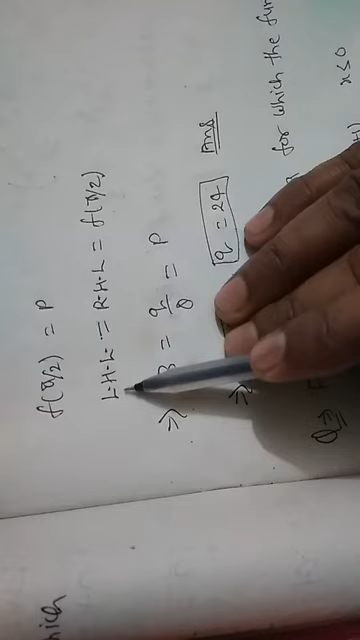 f(π/2) = P
L·H·L· = R·H·L = f(π/2)
⇒ 3 = q/8 = P
⇒ q = 24 Ans
Q⇒ for which the fun
x ≤ 0
hich